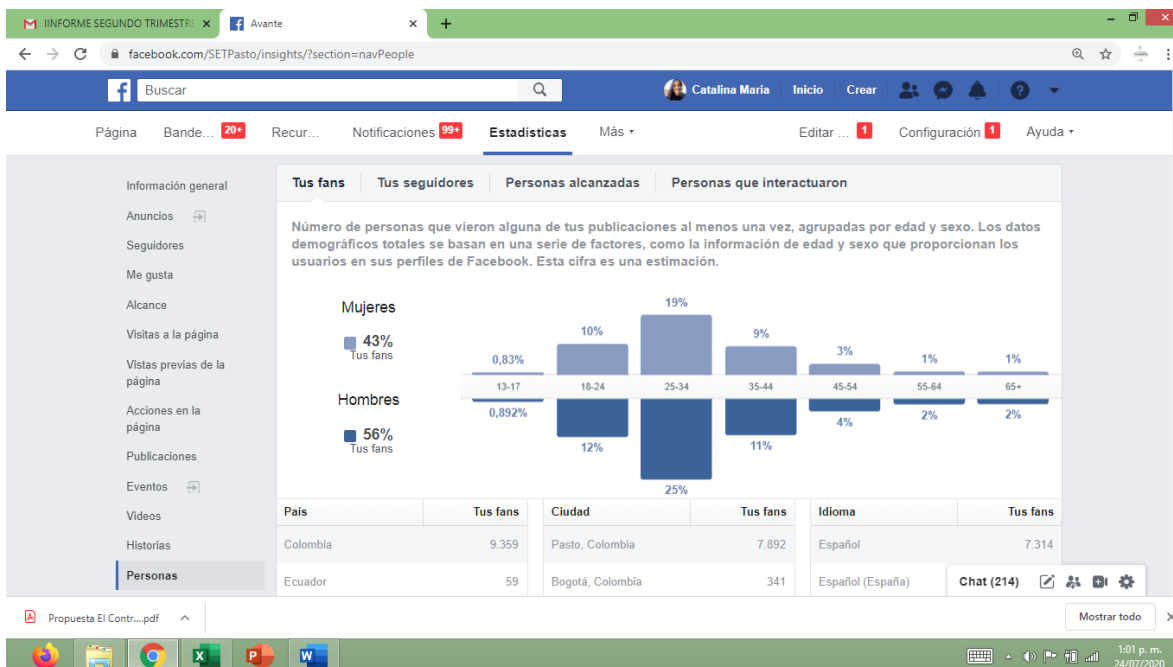 IINFORME SEGUNDO TRIMESTRE
Avante
facebook.com/SETPasto/insights/?section=navPeople
Buscar
Catalina Maria
Inicio
Crear
Página
Bande... 20+
Recur...
Notificaciones 99+
Estadísticas
Más
Editar ... 1
Configuración 1
Ayuda
Información general
Anuncios
Seguidores
Me gusta
Alcance
Visitas a la página
Vistas previas de la
página
Acciones en la
página
Publicaciones
Eventos
Videos
Historias
Personas
Tus fans
Tus seguidores
Personas alcanzadas
Personas que interactuaron
Número de personas que vieron alguna de tus publicaciones al menos una vez, agrupadas por edad y sexo. Los datos
demográficos totales se basan en una serie de factores, como la información de edad y sexo que proporcionan los
usuarios en sus perfiles de Facebook. Esta cifra es una estimación.
Mujeres
43%
Tus fans
0,83%
10%
19%
9%
3%
1%
1%
13-17
18-24
25-34
35-44
45-54
55-64
65+
Hombres
56%
Tus fans
0,892%
12%
25%
11%
4%
2%
2%
País Tus fans
Colombia 9.359
Ecuador 59
Ciudad Tus fans
Pasto, Colombia 7.892
Bogotá, Colombia 341
Idioma Tus fans
Español 7.314
Español (España)
Chat (214)
Propuesta El Contr....pdf
Mostrar todo
1:01 p. m.
24/07/2020